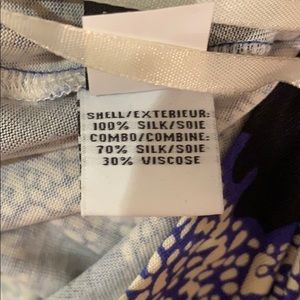 SHELL/EXTERIEUR:
100% SILK/SOIE
COMBO/COMBINE:
70% SILK/SOIE
30% VISCOSE